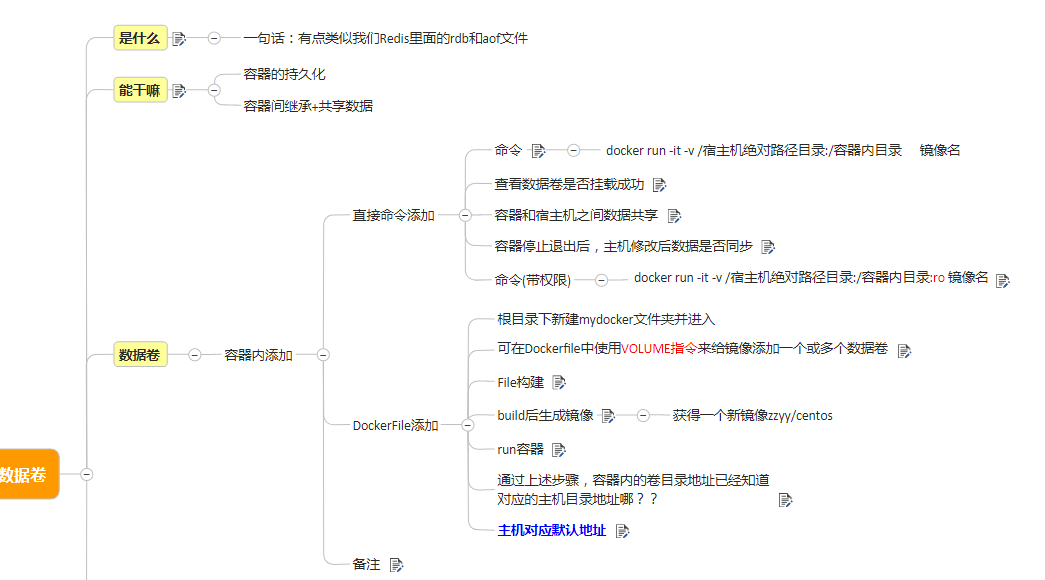 是什么
一句话：有点类似我们Redis里面的rdb和aof文件
能干嘛
容器的持久化
容器间继承+共享数据
数据卷
数据卷
容器内添加
直接命令添加
命令
docker run -it -v /宿主机绝对路径目录:/容器内目录 镜像名
查看数据卷是否挂载成功
容器和宿主机之间数据共享
容器停止退出后，主机修改后数据是否同步
命令(带权限)
docker run -it -v /宿主机绝对路径目录:/容器内目录:ro 镜像名
DockerFile添加
根目录下新建mydocker文件夹并进入
可在Dockerfile中使用VOLUME指令来给镜像添加一个或多个数据卷
File构建
build后生成镜像
获得一个新镜像zzyy/centos
run容器
通过上述步骤，容器内的卷目录地址已经知道
对应的主机目录地址哪？？
主机对应默认地址
备注